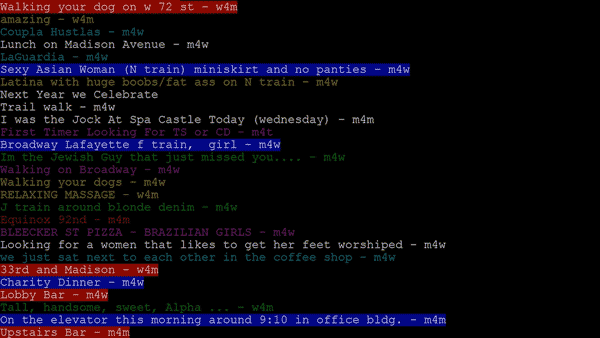 Walking your dog on w 72 st - w4m
amazing - w4m
Coupla Hustlas - m4w
Lunch on Madison Avenue - m4w
LaGuardia - m4w
Sexy Asian Woman (N train) miniskirt and no panties - m4w
Latina with huge boobs/fat ass on N train - m4w
Next Year we Celebrate
Trail walk - m4w
I was the Jock At Spa Castle Today (wednesday) - m4m
First Timer Looking For TS or CD - m4t
Broadway Lafayette f train,  girl - m4w
Im the Jewish Guy that just missed you.... - m4w
Walking on Broadway - m4w
Walking your dogs - m4w
RELAXING MASSAGE - w4m
J train around blonde denim - m4w
Equinox 92nd - m4m
BLEECKER ST PIZZA - BRAZILIAN GIRLS - m4w
Looking for a women that likes to get her feet worshiped - m4w
we just sat next to each other in the coffee shop - m4w
33rd and Madison - w4m
Charity Dinner - m4w
Lobby Bar - m4w
Tall, handsome, sweet, Alpha ... - w4m
On the elevator this morning around 9:10 in office bldg. - m4m
Upstairs Bar - m4m